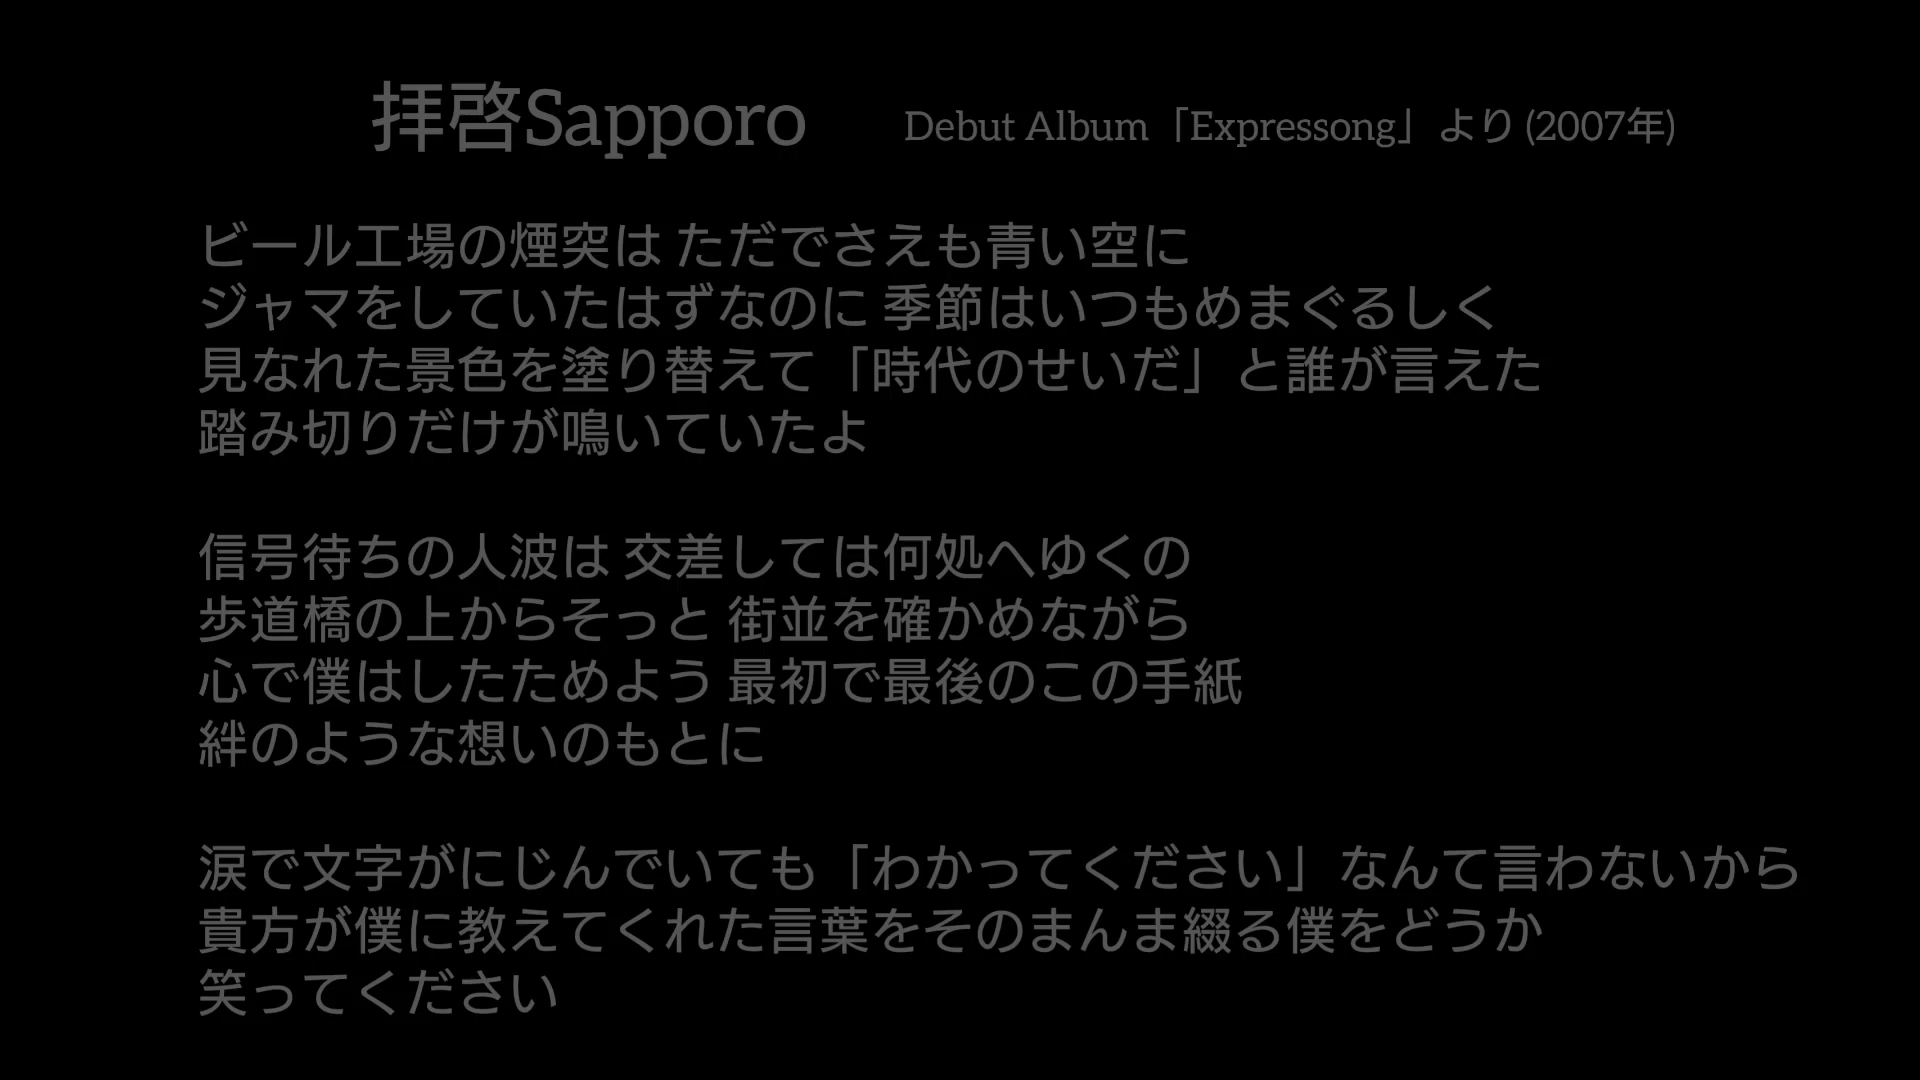 拝啓Sapporo Debut Album「Expressong」より (2007年)
ビール工場の煙突は ただでさえも青い空に
ジャマをしていたはずなのに 季節はいつもめまぐるしく
見なれた景色を塗り替えて「時代のせいだ」と誰が言えた
踏み切りだけが鳴いていたよ
信号待ちの人波は 交差しては何処へゆくの
歩道橋の上からそっと 街並を確かめながら
心で僕はしたためよう 最初で最後のこの手紙
絆のような想いのもとに
涙で文字がにじんでいても「わかってください」なんて言わないから
貴方が僕に教えてくれた言葉をそのまんま綴る僕をどうか
笑ってください